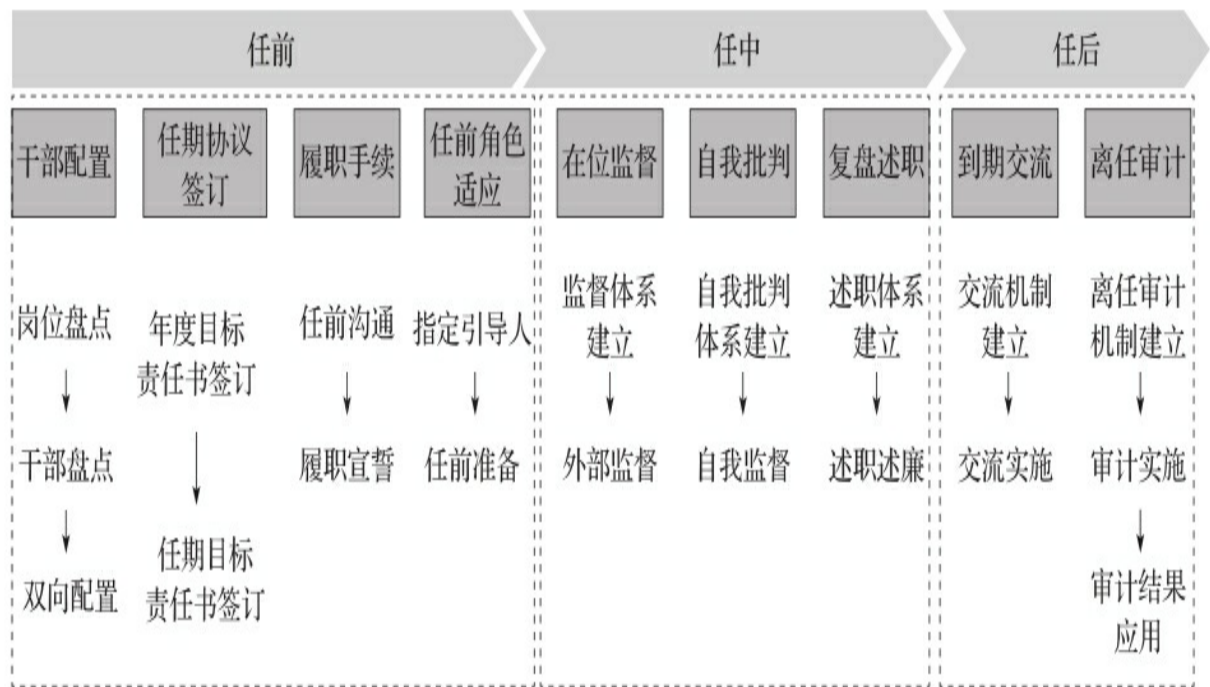 任前
任中
任后
干部配置
任期协议
签订
履职手续
任前角色
适应
在位监督
自我批判
复盘述职
到期交流
离任审计
岗位盘点
干部盘点
双向配置
年度目标
责任书签订
任期目标
责任书签订
任前沟通
履职宣誓
指定引导人
任前准备
监督体系
建立
外部监督
自我批判
体系建立
自我监督
述职体系
建立
述职述廉
交流机制
建立
交流实施
离任审计
机制建立
审计实施
审计结果
应用